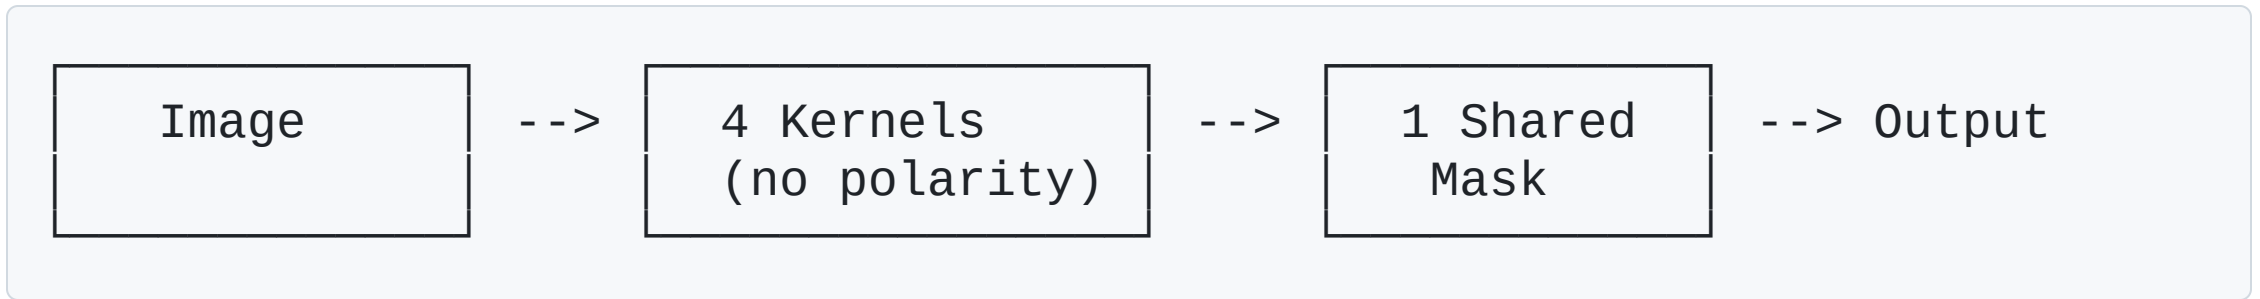 Image --> 4 Kernels --> 1 Shared --> Output
(no polarity) Mask